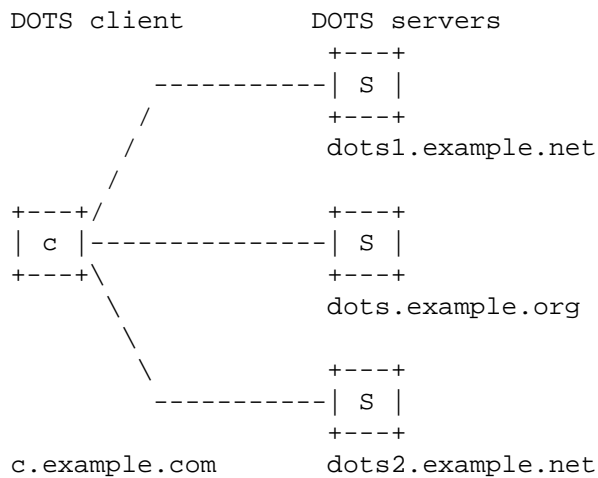 DOTS client       DOTS servers
                     +---+
          -----------| S |
         /           +---+
        /            dots1.example.net
       /
+---+/               +---+
| c |----------------| S |
+---+\               +---+
      \              dots.example.org
       \
        \            +---+
          -----------| S |
                     +---+
c.example.com        dots2.example.net